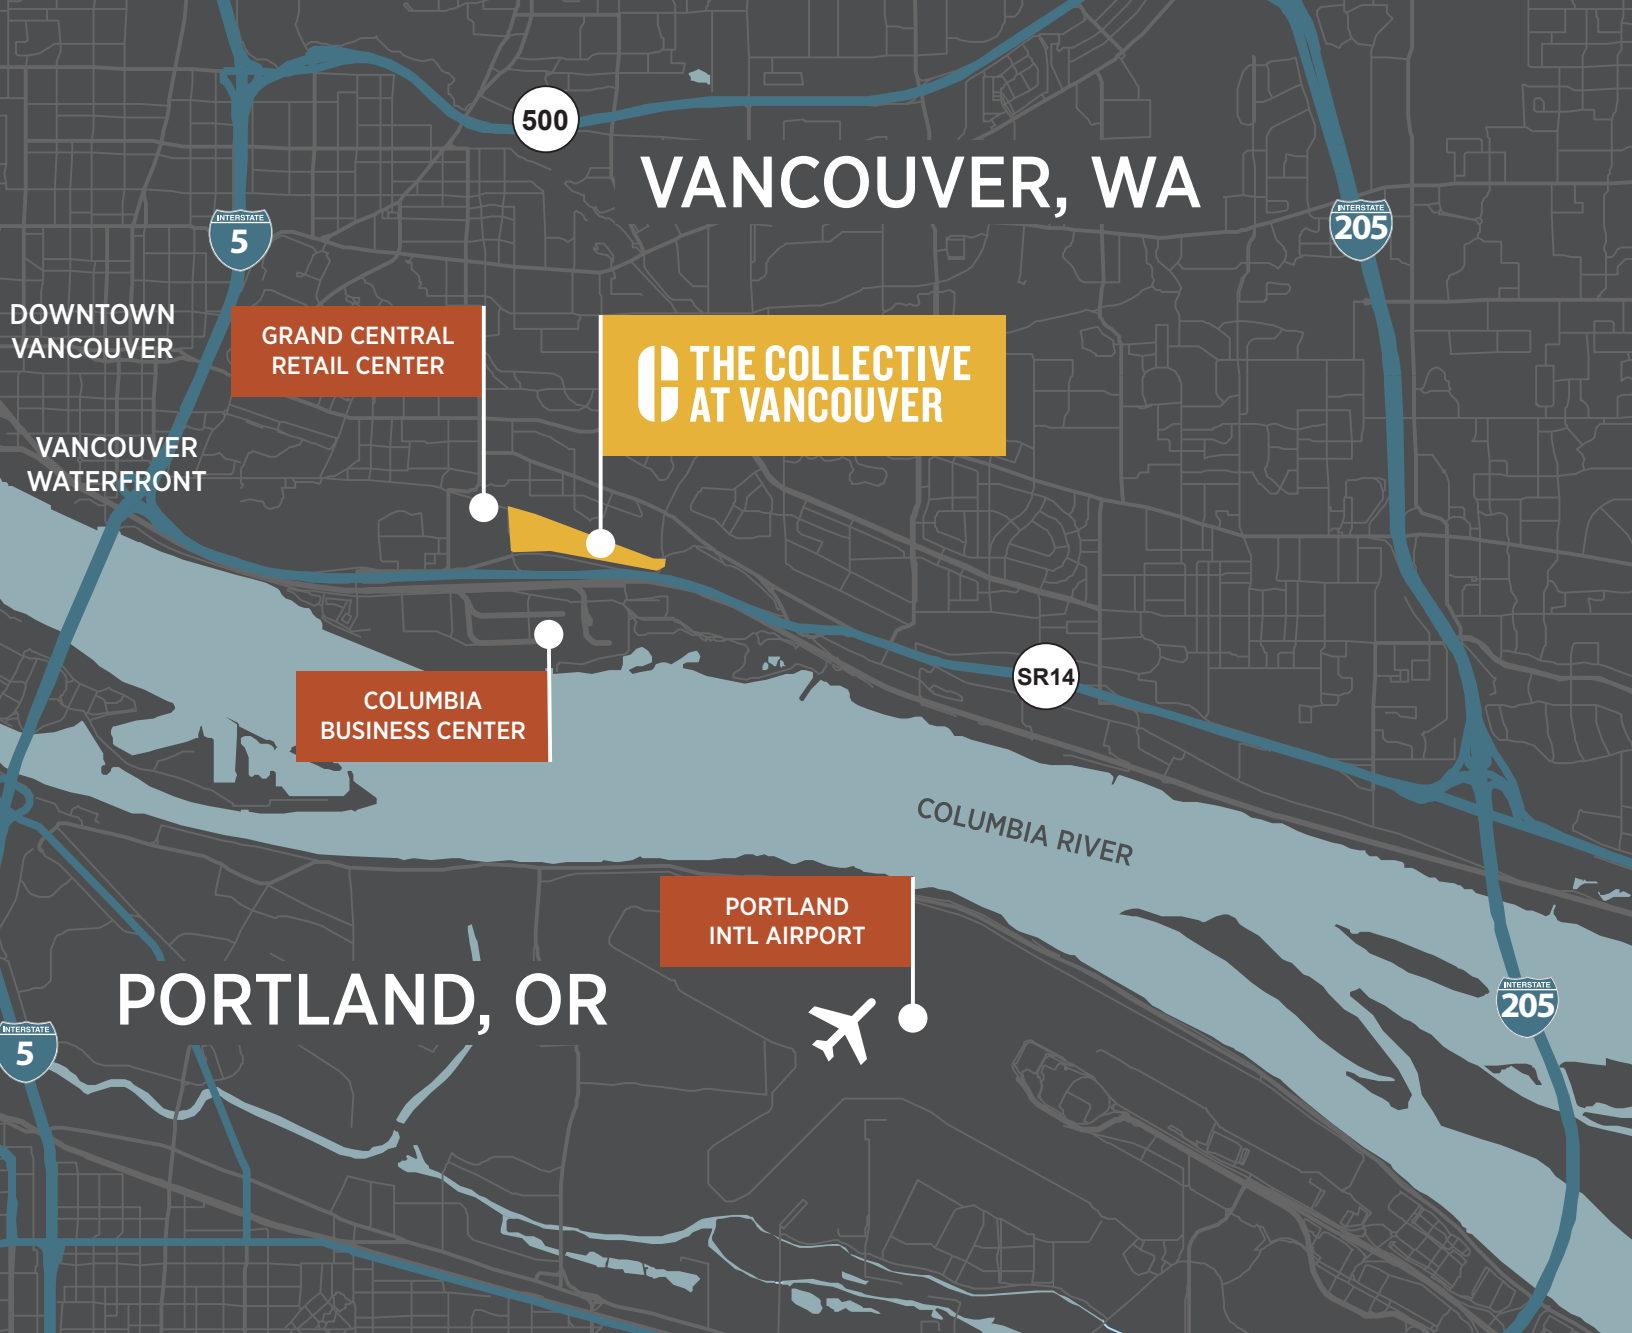 500
VANCOUVER, WA
INTERSTATE
5
INTERSTATE
205
DOWNTOWN
VANCOUVER
GRAND CENTRAL
RETAIL CENTER
THE COLLECTIVE
AT VANCOUVER
VANCOUVER
WATERFRONT
SR14
COLUMBIA
BUSINESS CENTER
COLUMBIA RIVER
PORTLAND
INTL AIRPORT
PORTLAND, OR
INTERSTATE
205
INTERSTATE
5